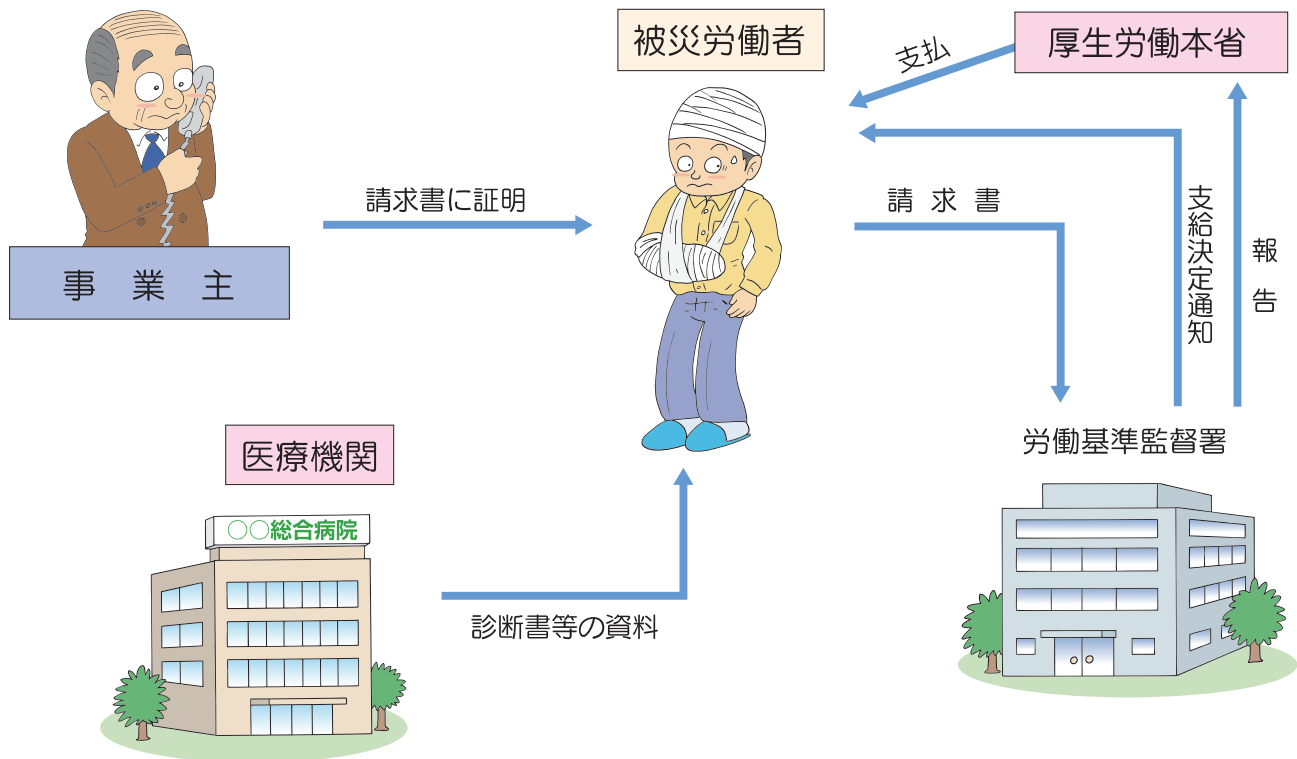 被災労働者
厚生労働本省
支払
請求書に証明
請求書
支給決定通知
報告
事業主
労働基準監督署
医療機関
○○総合病院
診断書等の資料